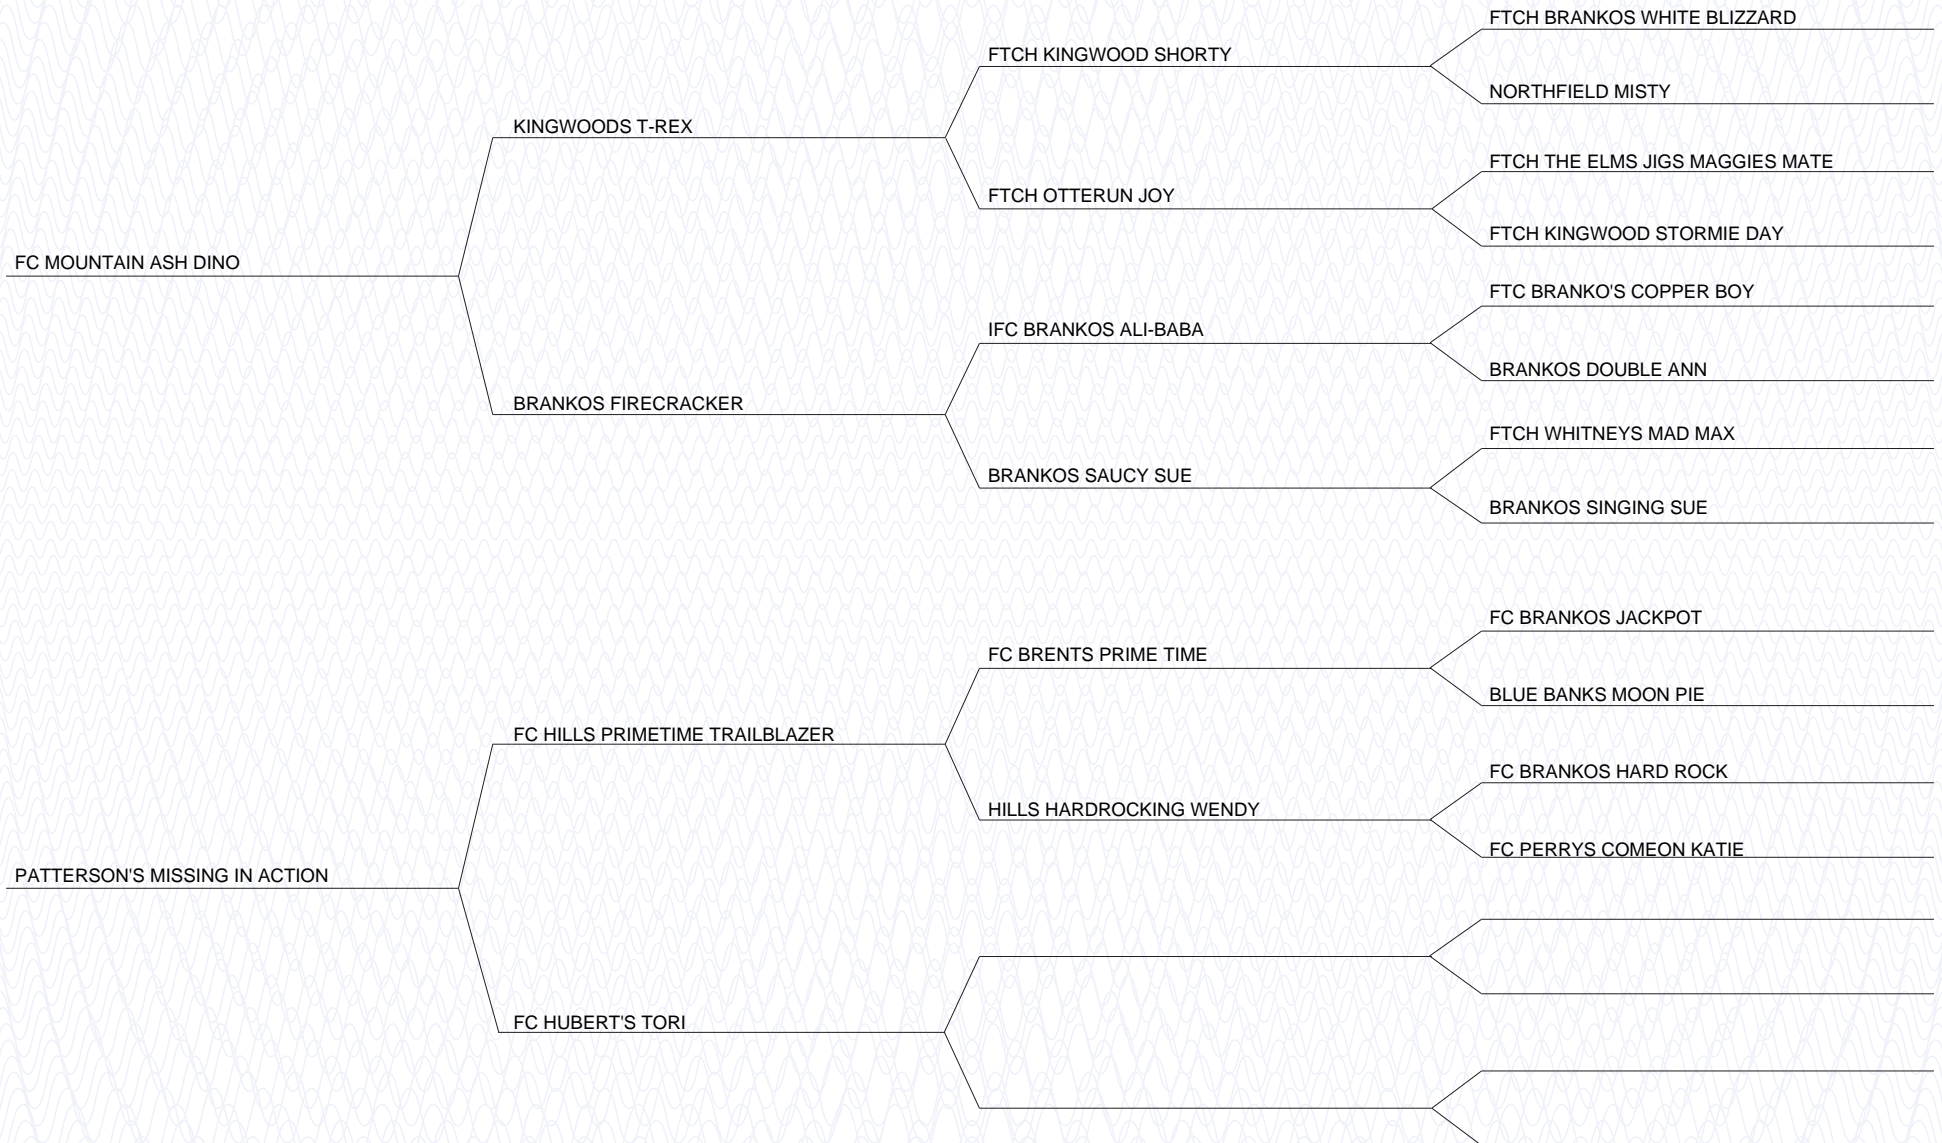 FTCH BRANKOS WHITE BLIZZARD
FTCH KINGWOOD SHORTY
NORTHFIELD MISTY
KINGWOODS T-REX
FTCH THE ELMS JIGS MAGGIES MATE
FTCH OTTERUN JOY
FTCH KINGWOOD STORMIE DAY
FC MOUNTAIN ASH DINO
FTC BRANKO'S COPPER BOY
IFC BRANKOS ALI-BABA
BRANKOS DOUBLE ANN
BRANKOS FIRECRACKER
FTCH WHITNEYS MAD MAX
BRANKOS SAUCY SUE
BRANKOS SINGING SUE
FC BRANKOS JACKPOT
FC BRENTS PRIME TIME
BLUE BANKS MOON PIE
FC HILLS PRIMETIME TRAILBLAZER
FC BRANKOS HARD ROCK
HILLS HARDROCKING WENDY
FC PERRYS COMEON KATIE
PATTERSON'S MISSING IN ACTION
FC HUBERT'S TORI